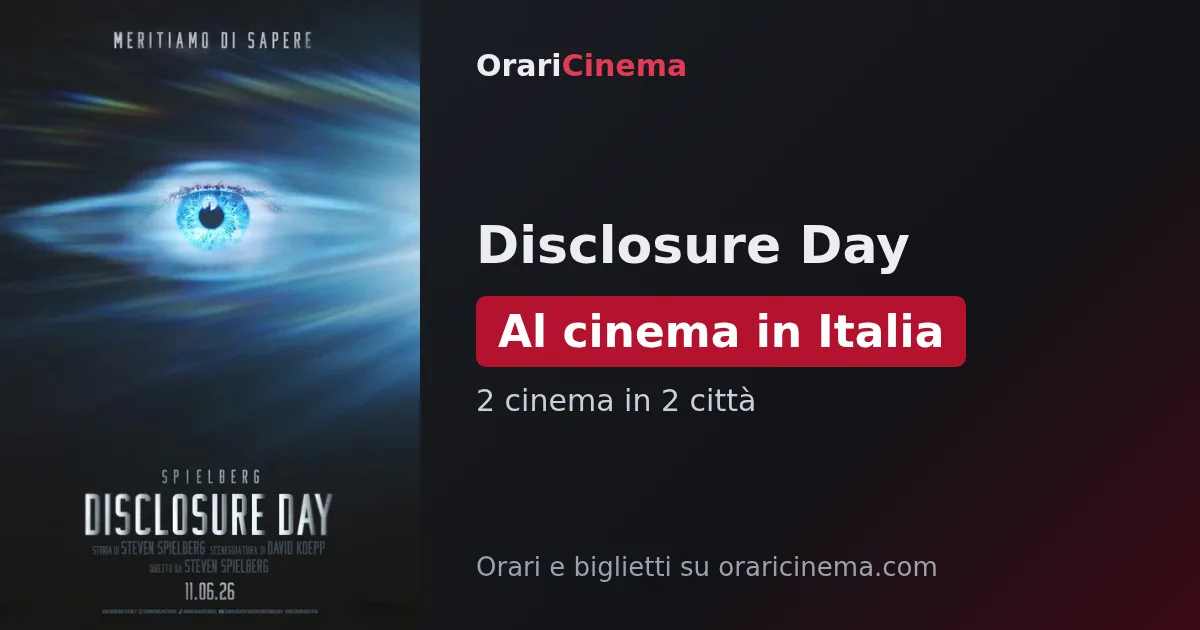 MERITIAMO DI SAPERE
SPIELBERG
DISCLOSURE DAY
STORIA DI STEVEN SPIELBERG SCENEGGIATURA DI DAVID KOEPP
DIRETTO DA STEVEN SPIELBERG
11.06.26
OrariCinema
Disclosure Day
Al cinema in Italia
2 cinema in 2 città
Orari e biglietti su oraricinema.com